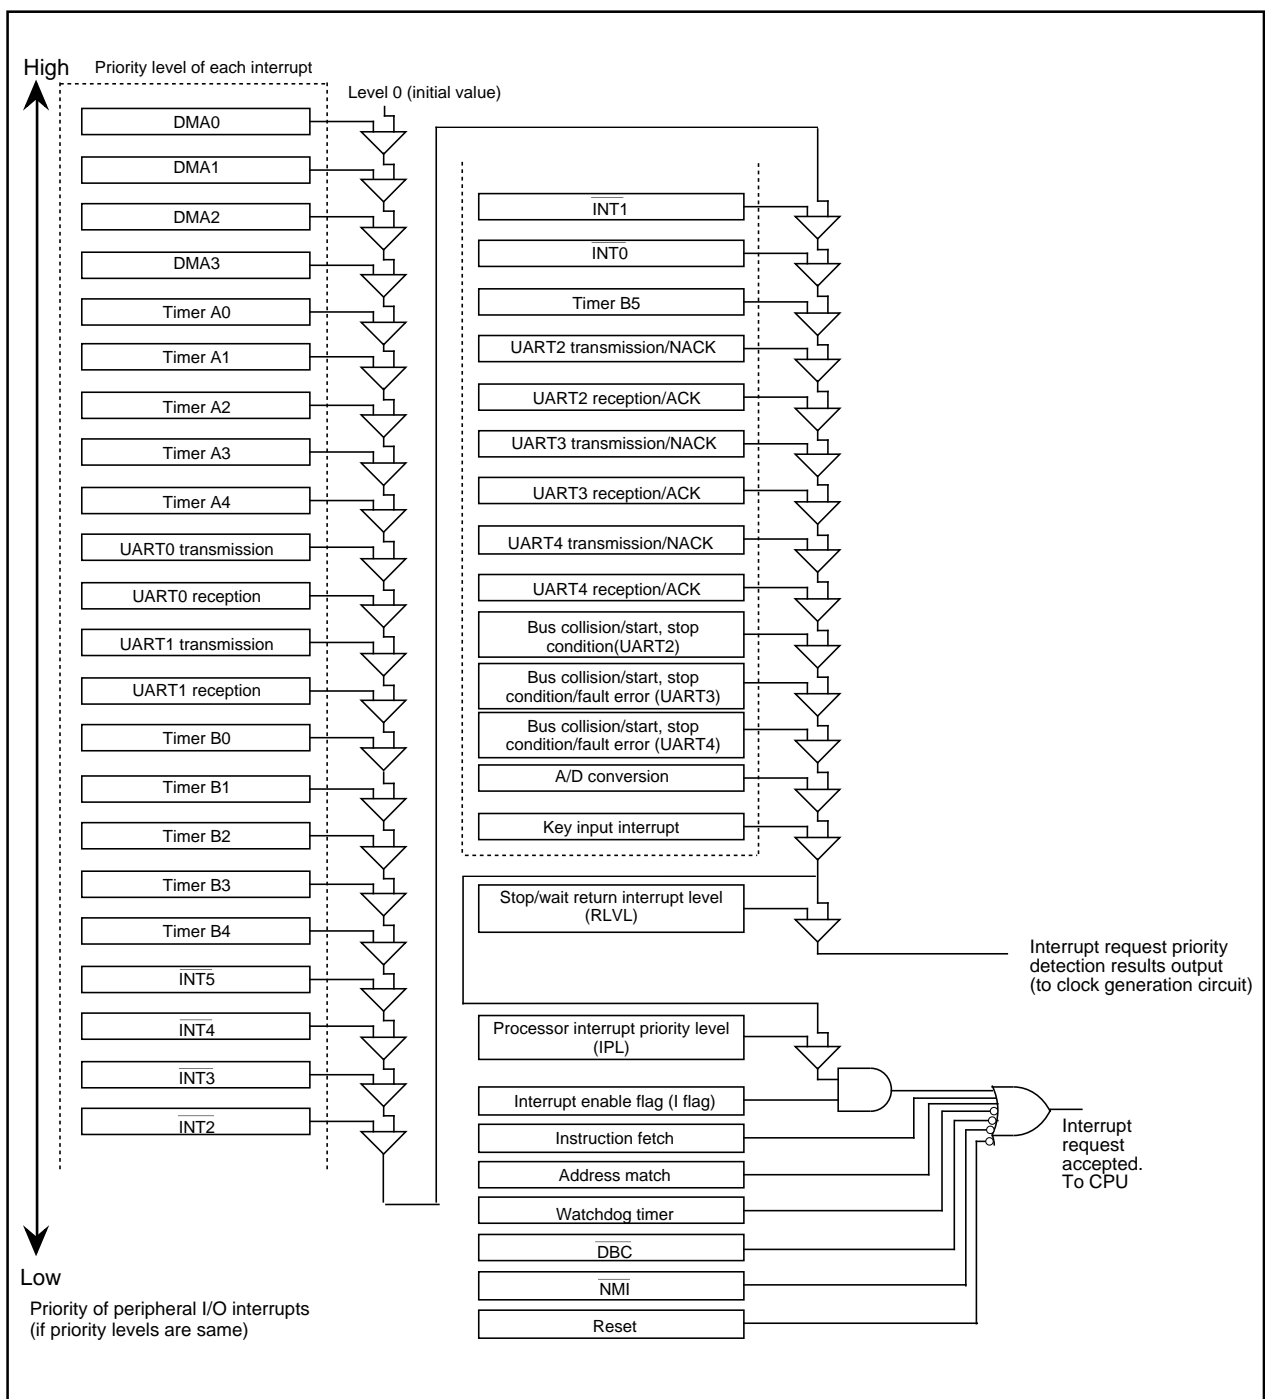 High
Priority level of each interrupt
Level 0 (initial value)
DMA0
DMA1
DMA2
DMA3
Timer A0
Timer A1
Timer A2
Timer A3
Timer A4
UART0 transmission
UART0 reception
UART1 transmission
UART1 reception
Timer B0
Timer B1
Timer B2
Timer B3
Timer B4
INT5
INT4
INT3
INT2
Low
Priority of peripheral I/O interrupts
(if priority levels are same)
INT1
INT0
Timer B5
UART2 transmission/NACK
UART2 reception/ACK
UART3 transmission/NACK
UART3 reception/ACK
UART4 transmission/NACK
UART4 reception/ACK
Bus collision/start, stop
condition(UART2)
Bus collision/start, stop
condition/fault error (UART3)
Bus collision/start, stop
condition/fault error (UART4)
A/D conversion
Key input interrupt
Stop/wait return interrupt level
(RLVL)
Interrupt request priority
detection results output
(to clock generation circuit)
Processor interrupt priority level
(IPL)
Interrupt enable flag (I flag)
Instruction fetch
Address match
Watchdog timer
DBC
NMI
Reset
Interrupt
request
accepted.
To CPU